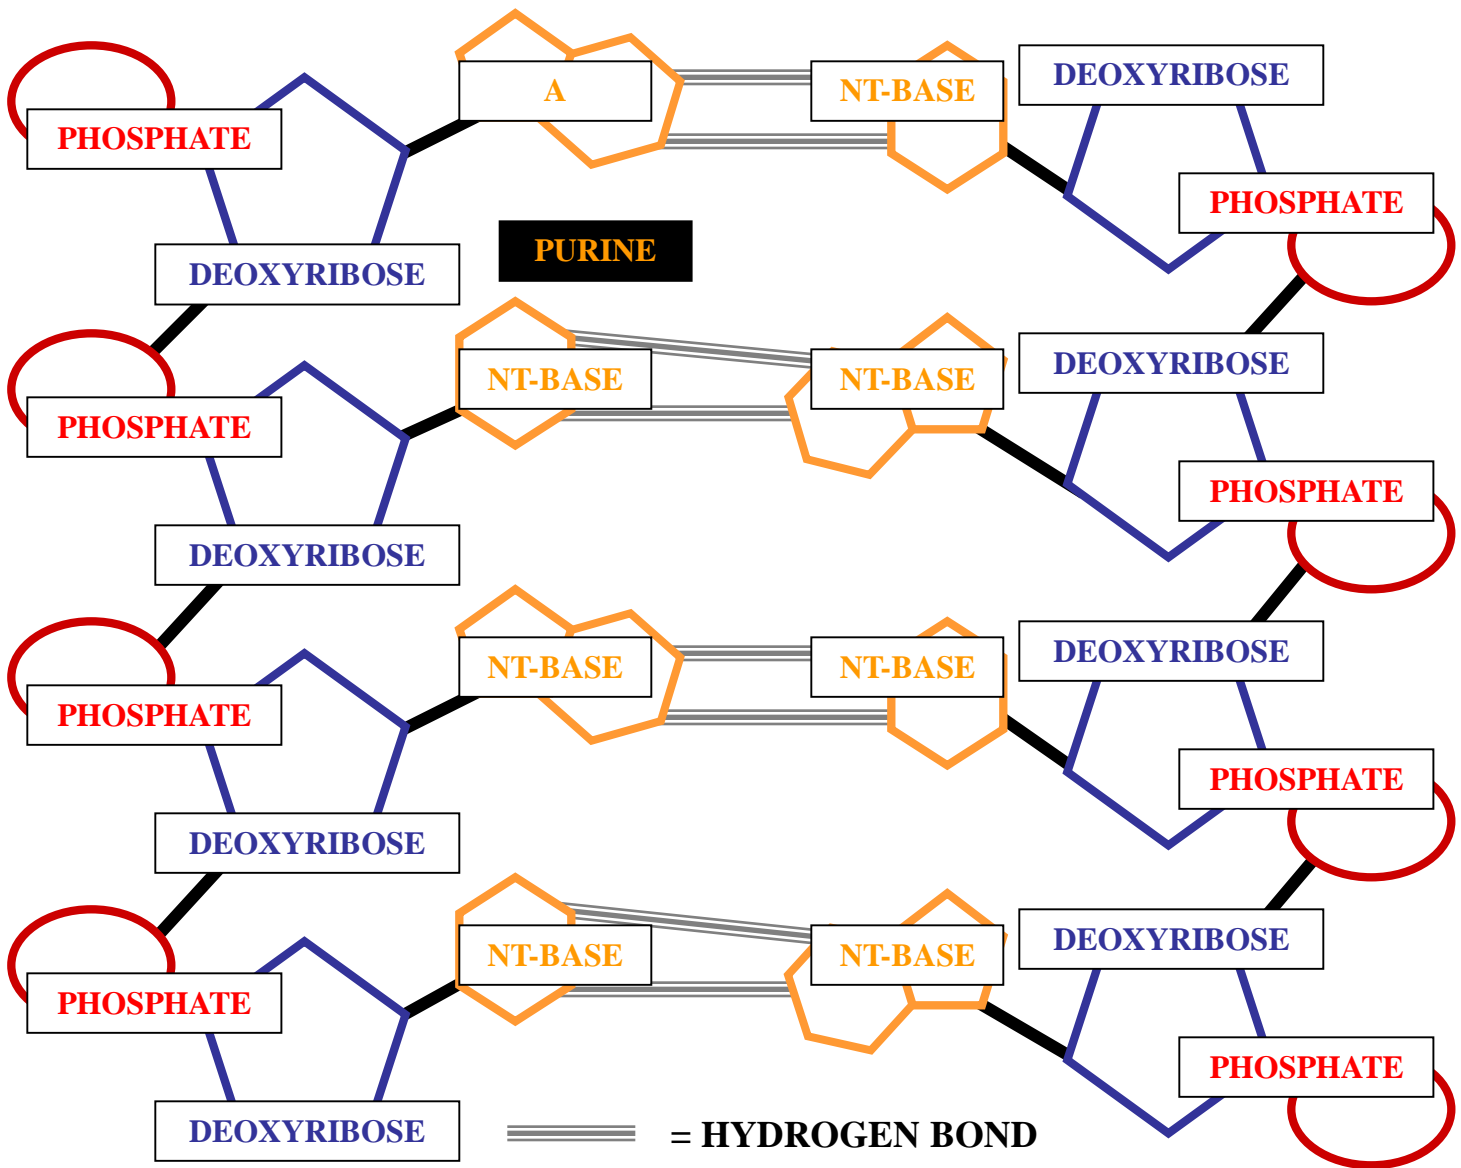 A
NT-BASE
DEOXYRIBOSE
PHOSPHATE
PHOSPHATE
PURINE
DEOXYRIBOSE
NT-BASE
NT-BASE
DEOXYRIBOSE
PHOSPHATE
PHOSPHATE
DEOXYRIBOSE
NT-BASE
NT-BASE
DEOXYRIBOSE
PHOSPHATE
PHOSPHATE
DEOXYRIBOSE
NT-BASE
NT-BASE
DEOXYRIBOSE
PHOSPHATE
PHOSPHATE
DEOXYRIBOSE
= HYDROGEN BOND